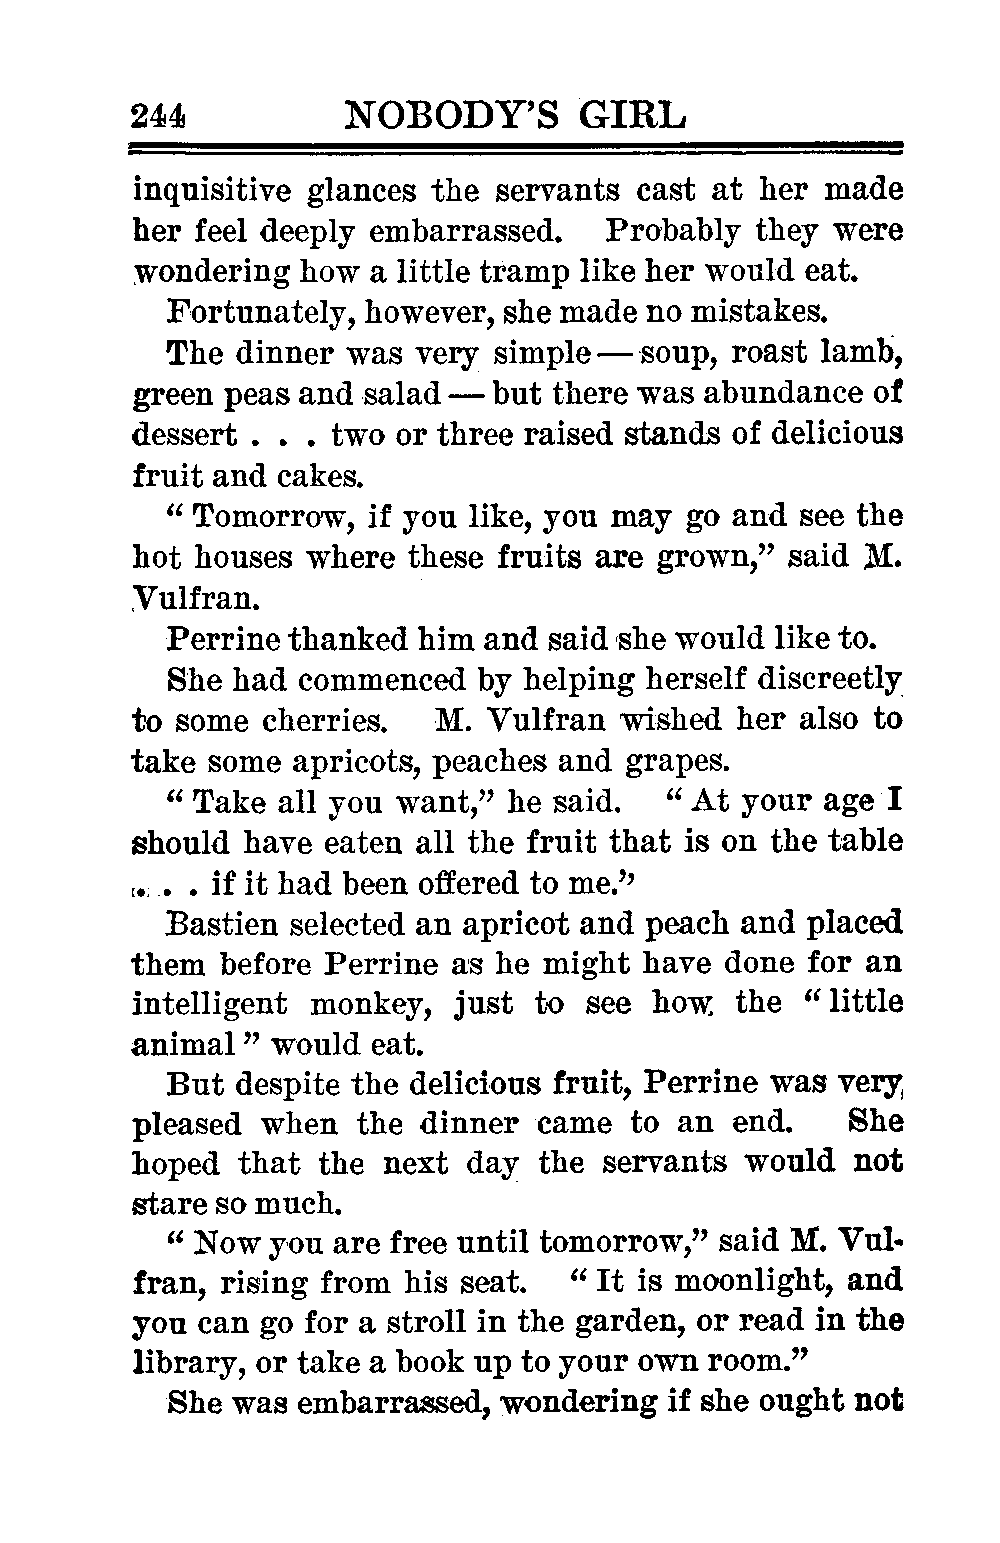 244 NOBODY'S GIRL
inquisitive glances the servants cast at her made
her feel deeply embarrassed. Probably they were
wondering how a little tramp like her would eat.
Fortunately, however, she made no mistakes.
The dinner was very simple — soup, roast lamb,
green peas and salad — but there was abundance of
dessert . . . two or three raised stands of delicious
fruit and cakes.
“ Tomorrow, if you like, you may go and see the
hot houses where these fruits are grown,” said M.
Vulfran.
Perrine thanked him and said she would like to.
She had commenced by helping herself discreetly
to some cherries. M. Vulfran wished her also to
take some apricots, peaches and grapes.
“ Take all you want,” he said. “ At your age I
should have eaten all the fruit that is on the table
. . . if it had been offered to me.”
Bastien selected an apricot and peach and placed
them before Perrine as he might have done for an
intelligent monkey, just to see how the “ little
animal ” would eat.
But despite the delicious fruit, Perrine was very
pleased when the dinner came to an end. She
hoped that the next day the servants would not
stare so much.
“ Now you are free until tomorrow,” said M. Vul-
fran, rising from his seat. “ It is moonlight, and
you can go for a stroll in the garden, or read in the
library, or take a book up to your own room.”
She was embarrassed, wondering if she ought not